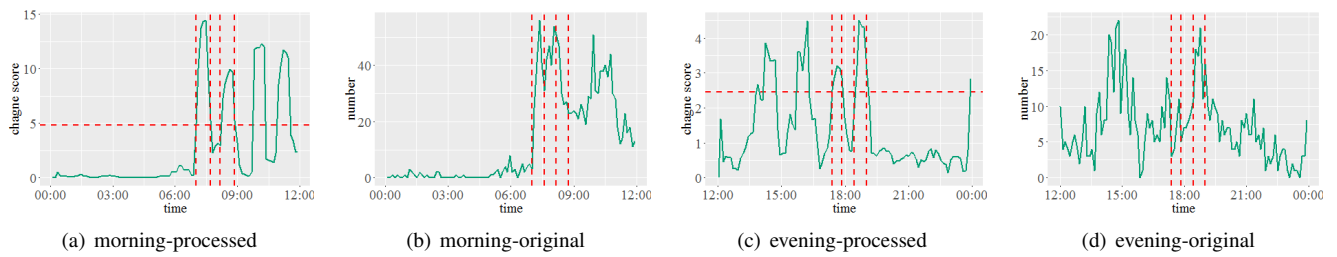 15
10
5
0
chagne score
00:00 03:00 06:00 09:00 12:00
time
(a) morning-processed
40
20
0
number
00:00 03:00 06:00 09:00 12:00
time
(b) morning-original
4
3
2
1
0
chagne score
12:00 15:00 18:00 21:00 00:00
time
(c) evening-processed
20
15
10
5
0
number
12:00 15:00 18:00 21:00 00:00
time
(d) evening-original